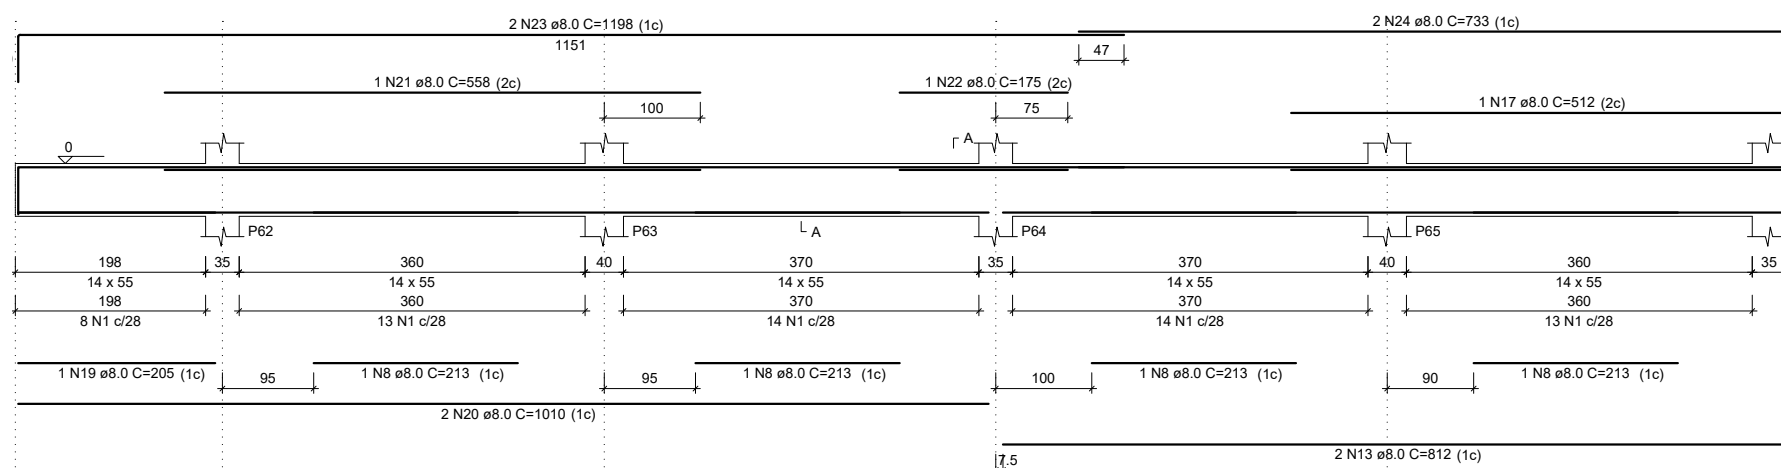 2 N23 ø8.0 C=1198 (1c)
2 N24 ø8.0 C=733 (1c)
1151
47
1 N21 ø8.0 C=558 (2c)
1 N22 ø8.0 C=175 (2c)
100
75
1 N17 ø8.0 C=512 (2c)
0
A
P62
P63
A
P64
P65
198 35 360 40 370 35 370 40 360 35
14 x 55 14 x 55 14 x 55 14 x 55 14 x 55
198 360 370 370 360
8 N1 c/28 13 N1 c/28 14 N1 c/28 14 N1 c/28 13 N1 c/28
1 N19 ø8.0 C=205 (1c) 95 1 N8 ø8.0 C=213 (1c) 95 1 N8 ø8.0 C=213 (1c) 100 1 N8 ø8.0 C=213 (1c) 90 1 N8 ø8.0 C=213 (1c)
2 N20 ø8.0 C=1010 (1c)
7.5
2 N13 ø8.0 C=812 (1c)